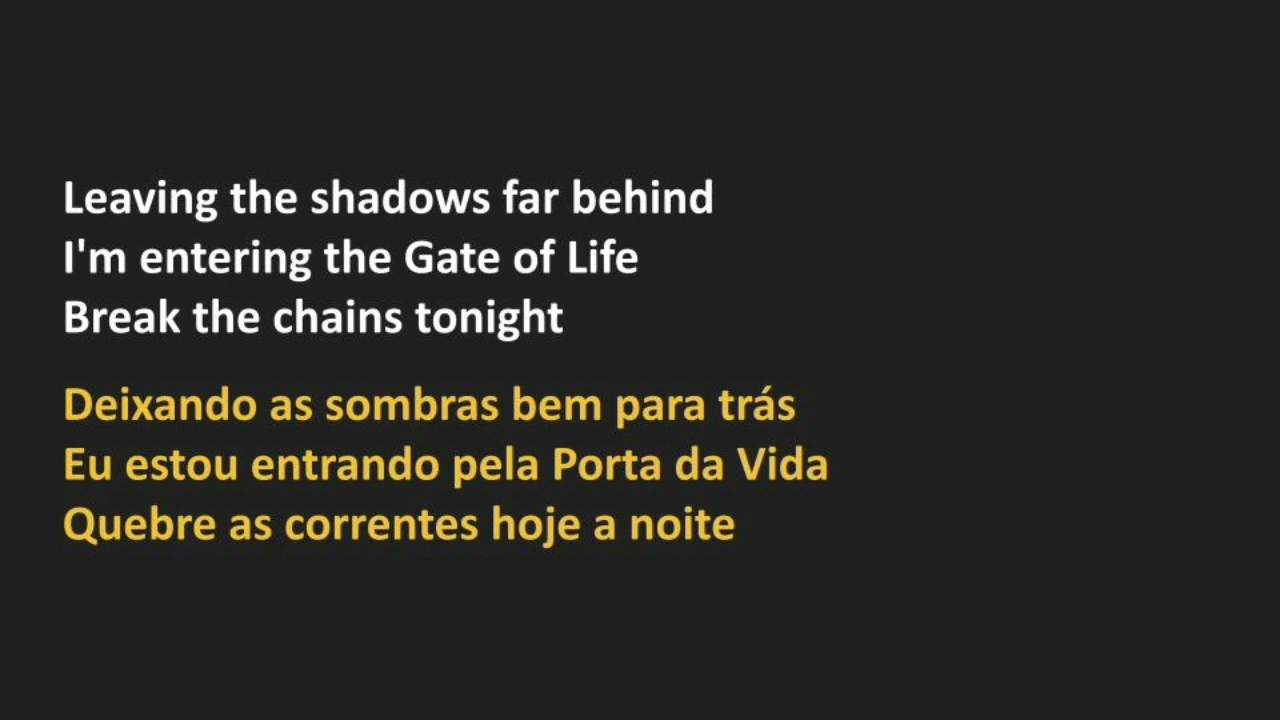 Leaving the shadows far behind
I'm entering the Gate of Life
Break the chains tonight
Deixando as sombras bem para trás
Eu estou entrando pela Porta da Vida
Quebre as correntes hoje a noite